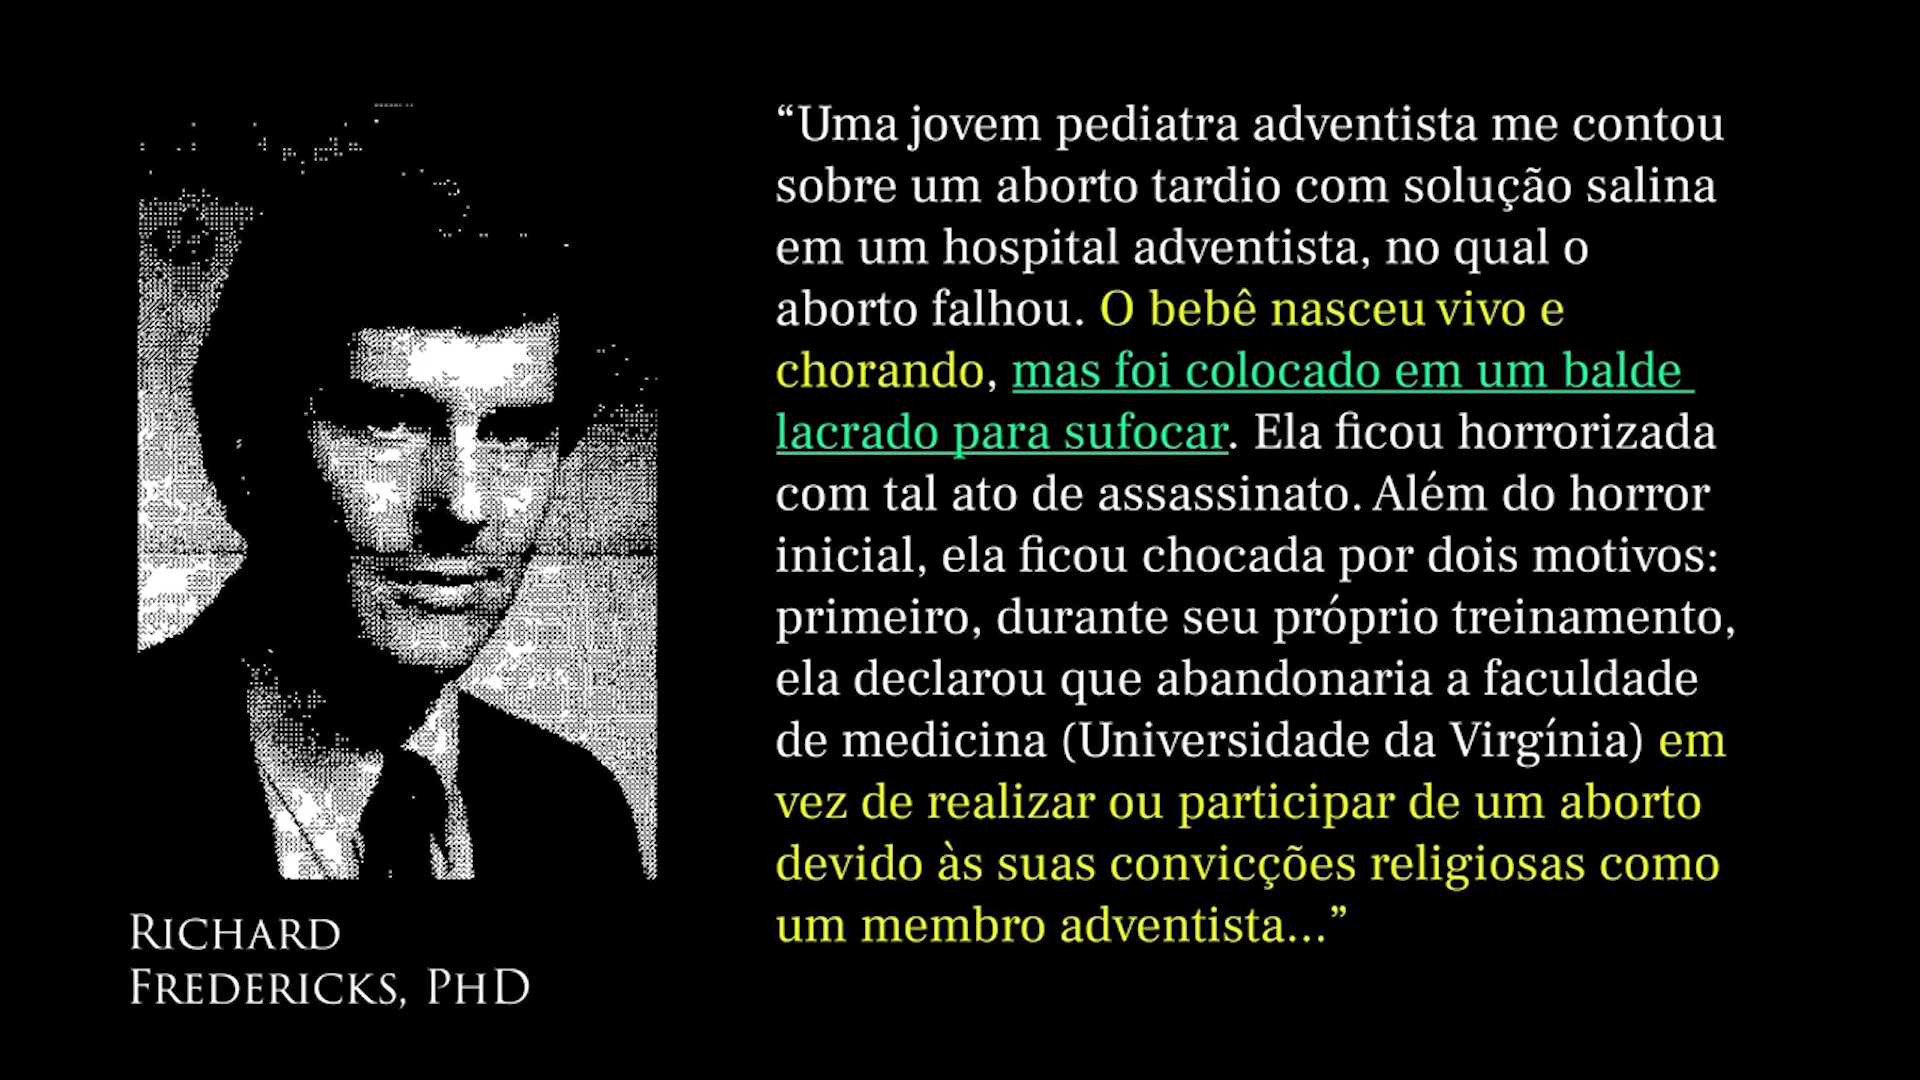 “Uma jovem pediatra adventista me contou
sobre um aborto tardio com solução salina
em um hospital adventista, no qual o
aborto falhou. O bebê nasceu vivo e
chorando, mas foi colocado em um balde
lacrado para sufocar. Ela ficou horrorizada
com tal ato de assassinato. Além do horror
inicial, ela ficou chocada por dois motivos:
primeiro, durante seu próprio treinamento,
ela declarou que abandonaria a faculdade
de medicina (Universidade da Virgínia) em
vez de realizar ou participar de um aborto
devido às suas convicções religiosas como
um membro adventista...”
Richard
Fredericks, PhD